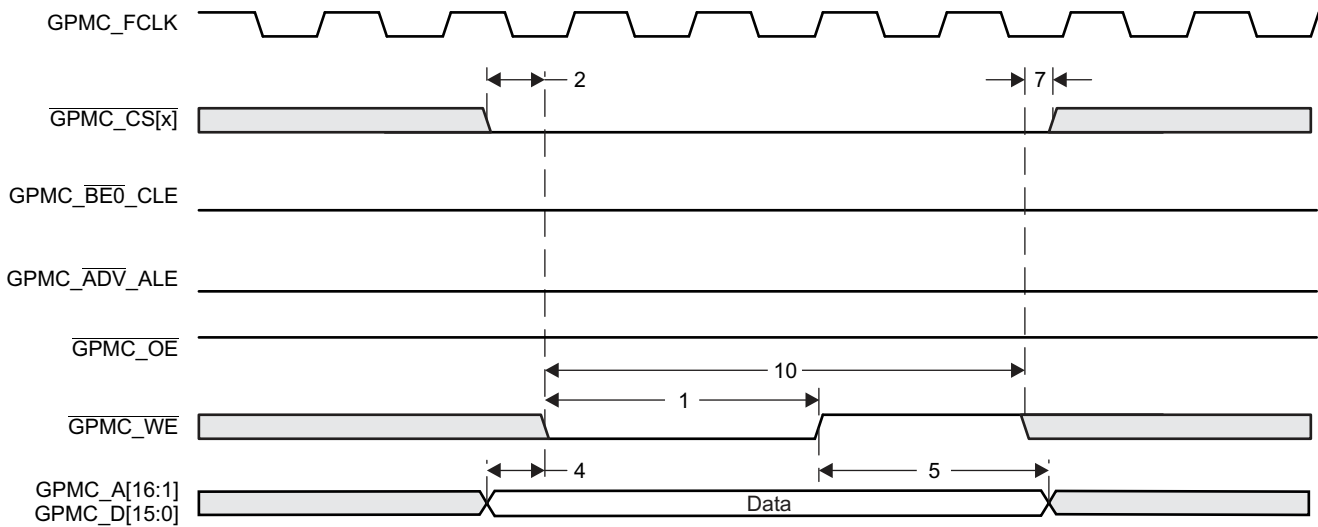 GPMC_FCLK
2
7
GPMC_CS[x]
GPMC_BE0_CLE
GPMC_ADV_ALE
GPMC_OE
10
1
GPMC_WE
4
5
GPMC_A[16:1]
GPMC_D[15:0]
Data